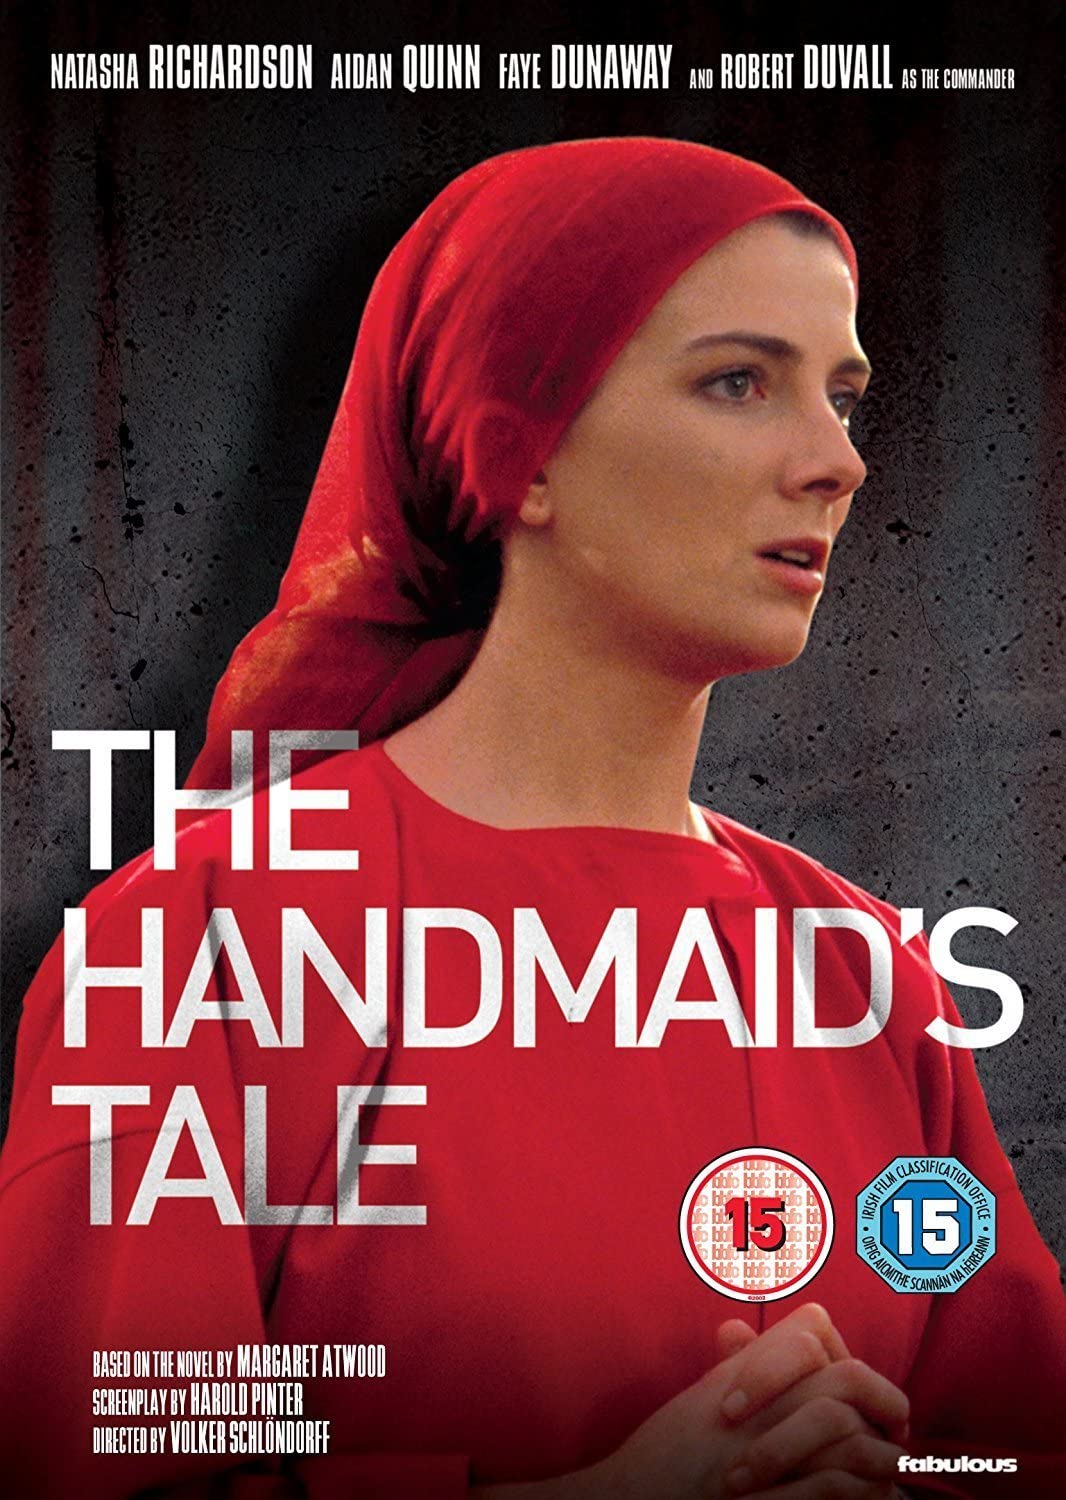 NATASHA RICHARDSON AIDAN QUINN FAYE DUNAWAY AND ROBERT DUVALL AS THE COMMANDER
THE
HANDMAID'S
TALE
15
bbfc
©2002
IRISH FILM CLASSIFICATION OFFICE
15
OIFIG AICMITHE SCANNÁN NA hÉIREANN
BASED ON THE NOVEL BY MARGARET ATWOOD
SCREENPLAY BY HAROLD PINTER
DIRECTED BY VOLKER SCHLÖNDORFF
fabulous